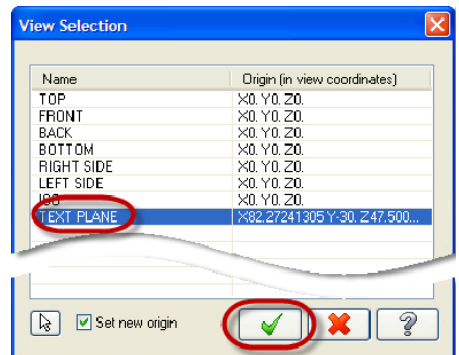 View Selection
Name Origin (in view coordinates)
TOP X0. Y0. Z0.
FRONT X0. Y0. Z0.
BACK X0. Y0. Z0.
BOTTOM X0. Y0. Z0.
RIGHT SIDE X0. Y0. Z0.
LEFT SIDE X0. Y0. Z0.
X0. Y0. Z0.
TEXT PLANE X82.27241305 Y-30. Z47.500...
Set new origin